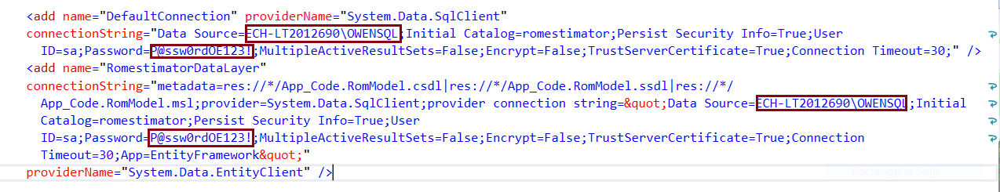 <add name="DefaultConnection" providerName="System.Data.SqlClient"
connectionString="Data Source=ECH-LT2012690\OWENSQL;Initial Catalog=romestimator;Persist Security Info=True;User
ID=sa;Password=P@ssw0rdOE123!;MultipleActiveResultSets=False;Encrypt=False;TrustServerCertificate=True;Connection Timeout=30;" />
<add name="RomestimatorDataLayer"
connectionString="metadata=res://*/App_Code.RomModel.csdl|res://*/App_Code.RomModel.ssdl|res://*/
App_Code.RomModel.msl;provider=System.Data.SqlClient;provider connection string=&quot;Data Source=ECH-LT2012690\OWENSQL;Initial
Catalog=romestimator;Persist Security Info=True;User
ID=sa;Password=P@ssw0rdOE123!;MultipleActiveResultSets=False;Encrypt=False;TrustServerCertificate=True;Connection
Timeout=30;App=EntityFramework&quot;"
providerName="System.Data.EntityClient" />
Rectangular Snip